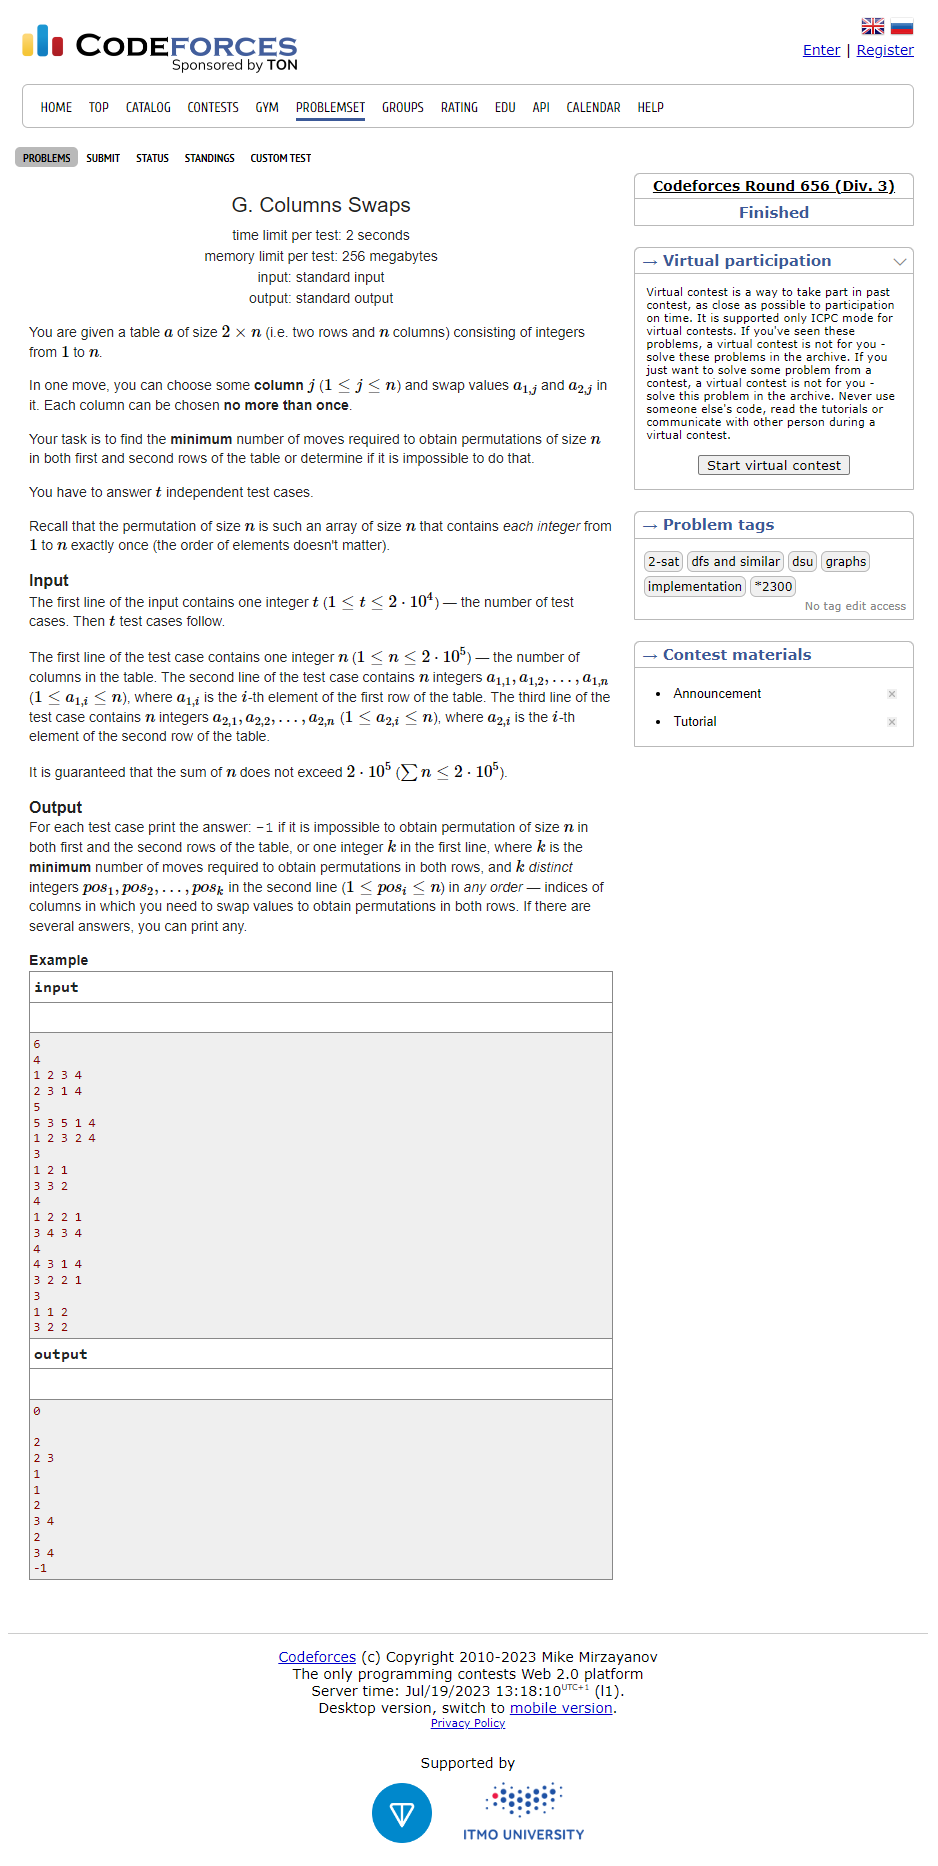 CODEFORCES
Sponsored by TON
Enter | Register
HOME TOP CATALOG CONTESTS GYM PROBLEMSET GROUPS RATING EDU API CALENDAR HELP
PROBLEMS SUBMIT STATUS STANDINGS CUSTOM TEST
G. Columns Swaps
time limit per test: 2 seconds
memory limit per test: 256 megabytes
input: standard input
output: standard output
You are given a table a of size 2 × n (i.e. two rows and n columns) consisting of integers
from 1 to n.
In one move, you can choose some column j (1 ≤ j ≤ n) and swap values a_{1,j} and a_{2,j} in
it. Each column can be chosen no more than once.
Your task is to find the minimum number of moves required to obtain permutations of size n
in both first and second rows of the table or determine if it is impossible to do that.
You have to answer t independent test cases.
Recall that the permutation of size n is such an array of size n that contains each integer from
1 to n exactly once (the order of elements doesn't matter).
Input
The first line of the input contains one integer t (1 ≤ t ≤ 2 · 10^4) — the number of test
cases. Then t test cases follow.
The first line of the test case contains one integer n (1 ≤ n ≤ 2 · 10^5) — the number of
columns in the table. The second line of the test case contains n integers a_{1,1}, a_{1,2}, …, a_{1,n}
(1 ≤ a_{1,i} ≤ n), where a_{1,i} is the i-th element of the first row of the table. The third line of the
test case contains n integers a_{2,1}, a_{2,2}, …, a_{2,n} (1 ≤ a_{2,i} ≤ n), where a_{2,i} is the i-th
element of the second row of the table.
It is guaranteed that the sum of n does not exceed 2 · 10^5 (∑ n ≤ 2 · 10^5).
Output
For each test case print the answer: -1 if it is impossible to obtain permutation of size n in
both first and the second rows of the table, or one integer k in the first line, where k is the
minimum number of moves required to obtain permutations in both rows, and k distinct
integers pos_1, pos_2, …, pos_k in the second line (1 ≤ pos_i ≤ n) in any order — indices of
columns in which you need to swap values to obtain permutations in both rows. If there are
several answers, you can print any.
Example
input
6
4
1 2 3 4
2 3 1 4
5
5 3 5 1 4
1 2 3 2 4
3
1 2 1
3 3 2
4
1 2 2 1
3 4 3 4
4
4 3 1 4
3 2 2 1
3
1 1 2
3 2 2
output
0
2
2 3
1
1
2
3 4
2
3 4
-1
Codeforces Round 656 (Div. 3)
Finished
→ Virtual participation
Virtual contest is a way to take part in past
contest, as close as possible to participation
on time. It is supported only ICPC mode for
virtual contests. If you've seen these
problems, a virtual contest is not for you -
solve these problems in the archive. If you
just want to solve some problem from a
contest, a virtual contest is not for you -
solve this problem in the archive. Never use
someone else's code, read the tutorials or
communicate with other person during a
virtual contest.
Start virtual contest
→ Problem tags
2-sat dfs and similar dsu graphs
implementation *2300
No tag edit access
→ Contest materials
Announcement
Tutorial
Codeforces (c) Copyright 2010-2023 Mike Mirzayanov
The only programming contests Web 2.0 platform
Server time: Jul/19/2023 13:18:10 UTC+1 (l1).
Desktop version, switch to mobile version.
Privacy Policy
Supported by
ITMO UNIVERSITY